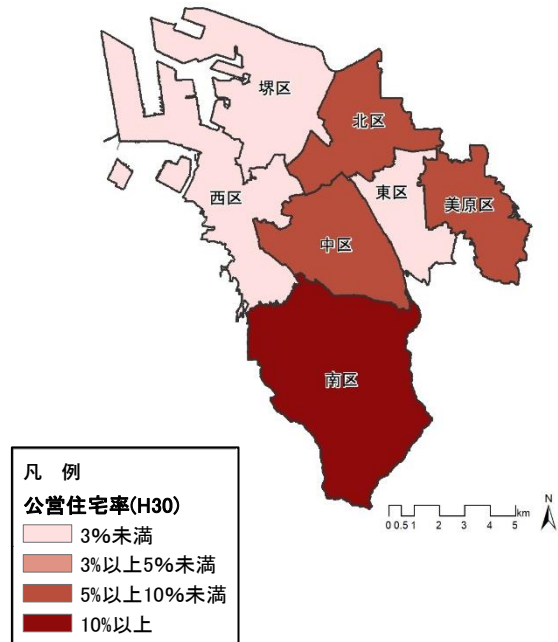 堺区
北区
西区
東区
美原区
中区
南区
凡 例
公営住宅率(H30)
3%未満
3%以上5%未満
5%以上10%未満
10%以上
N
km
0 0.5 1 2 3 4 5